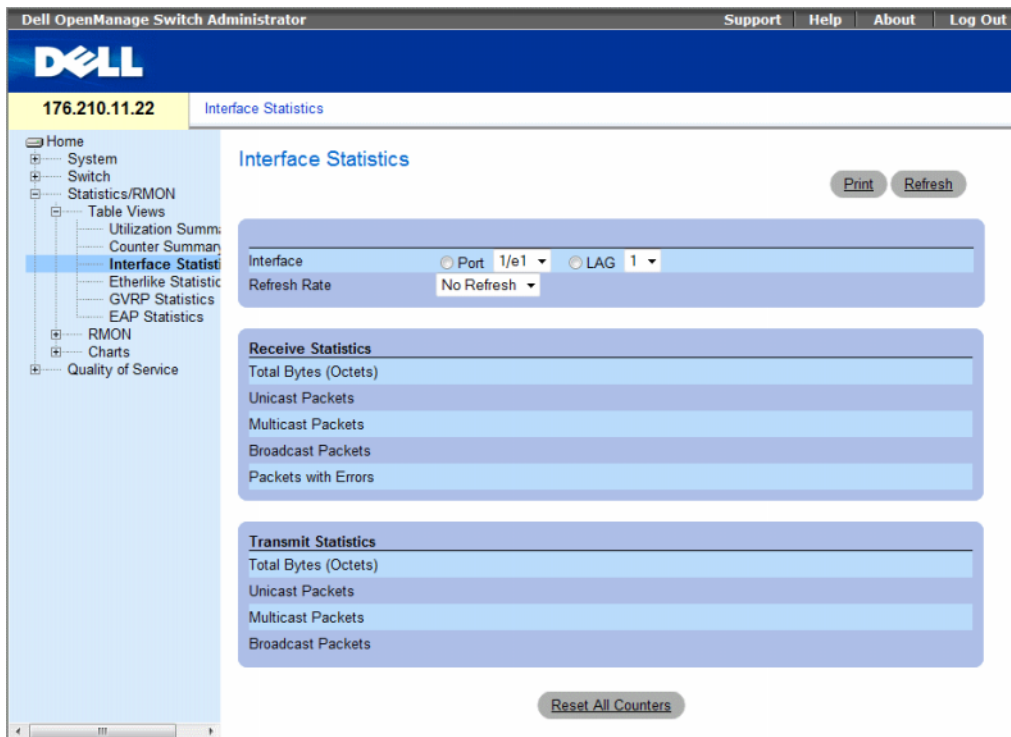 Dell OpenManage Switch Administrator
Support Help About Log Out
DELL
176.210.11.22
Interface Statistics
Home
System
Switch
Statistics/RMON
Table Views
Utilization Summa
Counter Summary
Interface Statisti
Etherlike Statistic
GVRP Statistics
EAP Statistics
RMON
Charts
Quality of Service
Interface Statistics
Print Refresh
Interface Port 1/e1 LAG 1
Refresh Rate No Refresh
Receive Statistics
Total Bytes (Octets)
Unicast Packets
Multicast Packets
Broadcast Packets
Packets with Errors
Transmit Statistics
Total Bytes (Octets)
Unicast Packets
Multicast Packets
Broadcast Packets
Reset All Counters